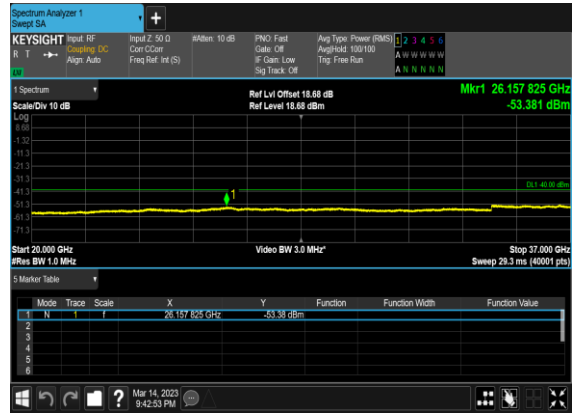 Spectrum Analyzer 1
Swept SA
+
KEYSIGHT Input: RF Input Z: 50 Ω #Atten: 10 dB PNO: Fast Avg Type: Power (RMS) 1 2 3 4 5 6
R T Coupling: DC Corr CCorr Gate: Off Avg|Hold: 100/100 A W W W W W
Align: Auto Freq Ref: Int (S) IF Gain: Low Trig: Free Run A N N N N N
Sig Track: Off
LW
1 Spectrum
Ref Lvl Offset 18.68 dB Mkr1 26.157 825 GHz
Scale/Div 10 dB Ref Level 18.68 dBm -53.381 dBm
Log
8.68
-1.32
-11.3
-21.3
-31.3
DL1 -40.00 dBm
-41.3
1
-51.3
-61.3
-71.3
Start 20.000 GHz Video BW 3.0 MHz* Stop 37.000 GHz
#Res BW 1.0 MHz Sweep 29.3 ms (40001 pts)
5 Marker Table
Mode Trace Scale X Y Function Function Width Function Value
1 N 1 f 26.157 825 GHz -53.38 dBm
2
3
4
5
6
? Mar 14, 2023
9:42:53 PM